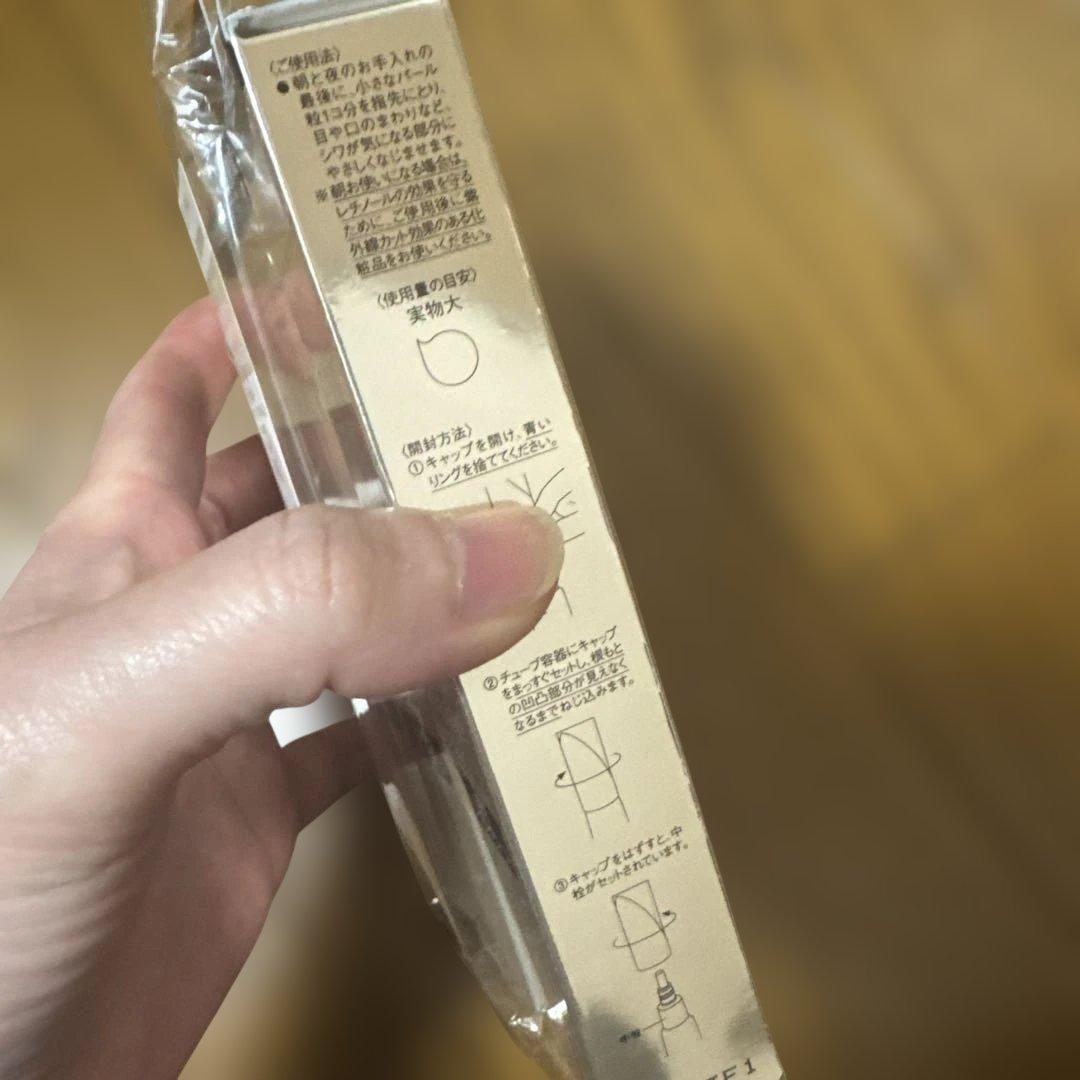 〈ご使用法〉
●朝と夜のお手入れの
最後に、小さなパール
粒1コ分を指先にとり、
目や口のまわりなど、
シワが気になる部分に
やさしくなじませます。
※朝お使いになる場合は、
レチノールの効果を守る
ために、ご使用後に紫
外線カット効果のある化
粧品をお使いください。
〈使用量の目安〉
実物大
〈開封方法〉
①キャップを開け、青い
リングを捨ててください。
②チューブ容器にキャップ
をまっすぐセットし、根もと
の凹凸部分が見えなく
なるまでねじ込みます。
③キャップをはずすと、中
栓がセットされています。
中栓